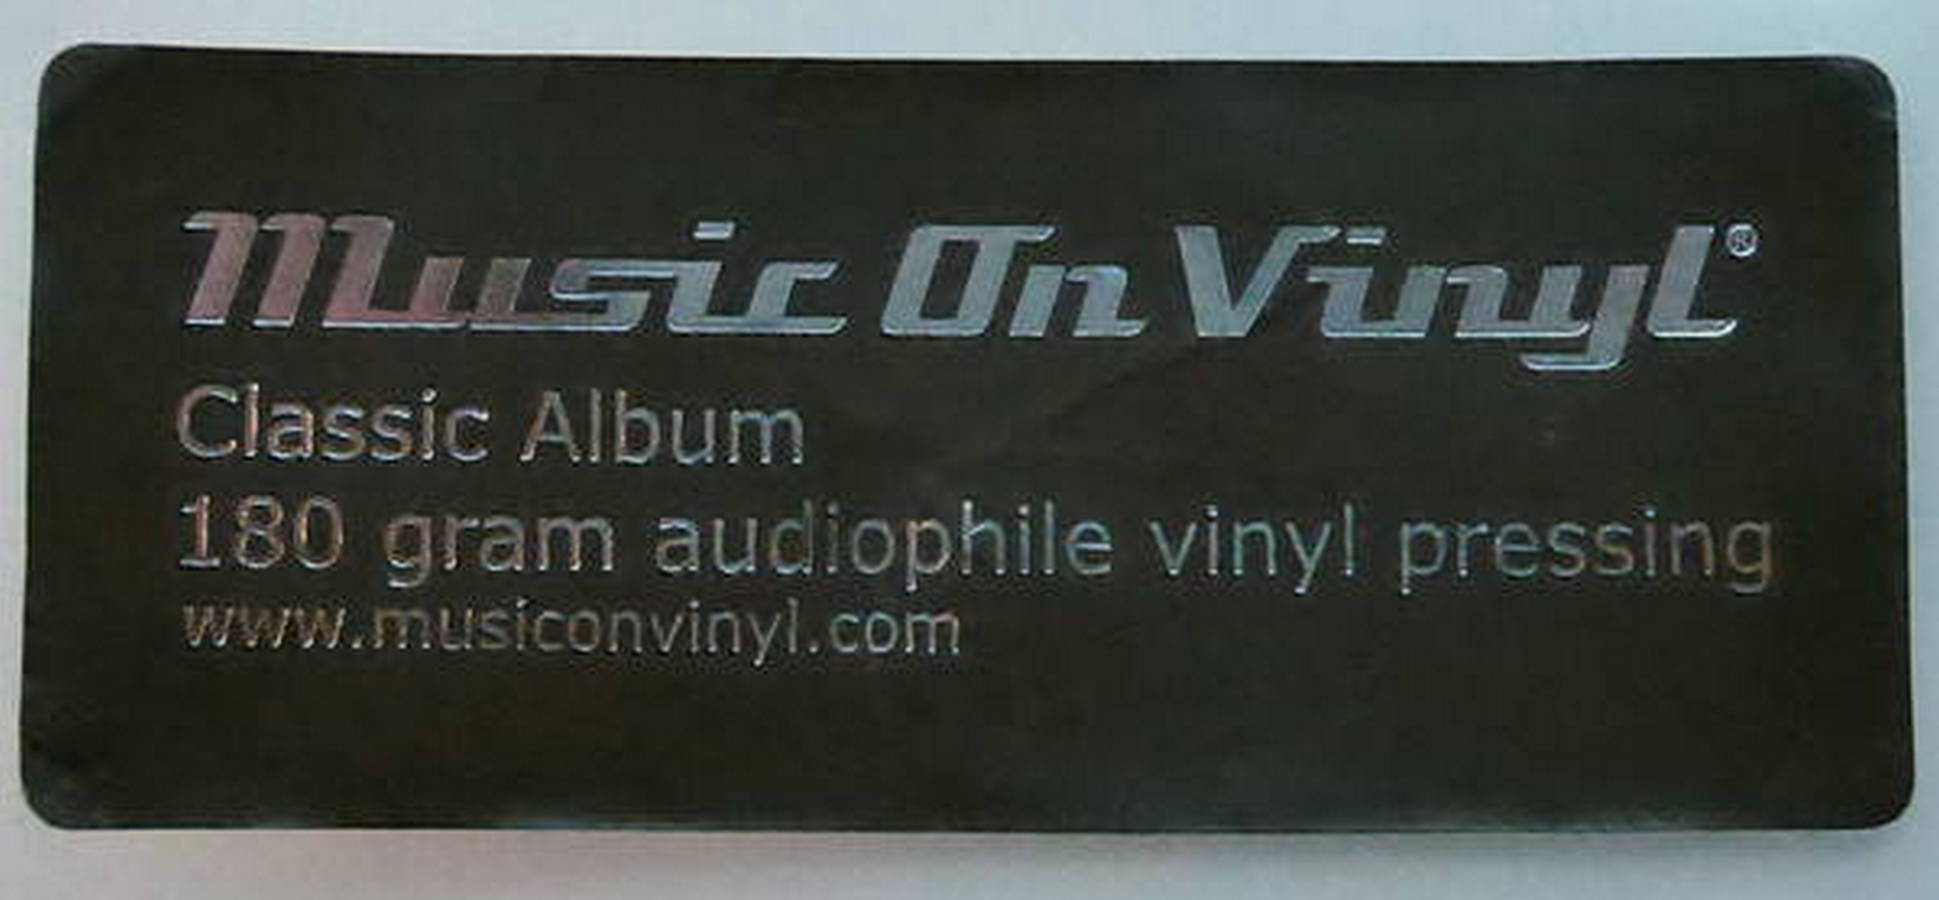 Music On Vinyl®
Classic Album
180 gram audiophile vinyl pressing
www.musiconvinyl.com